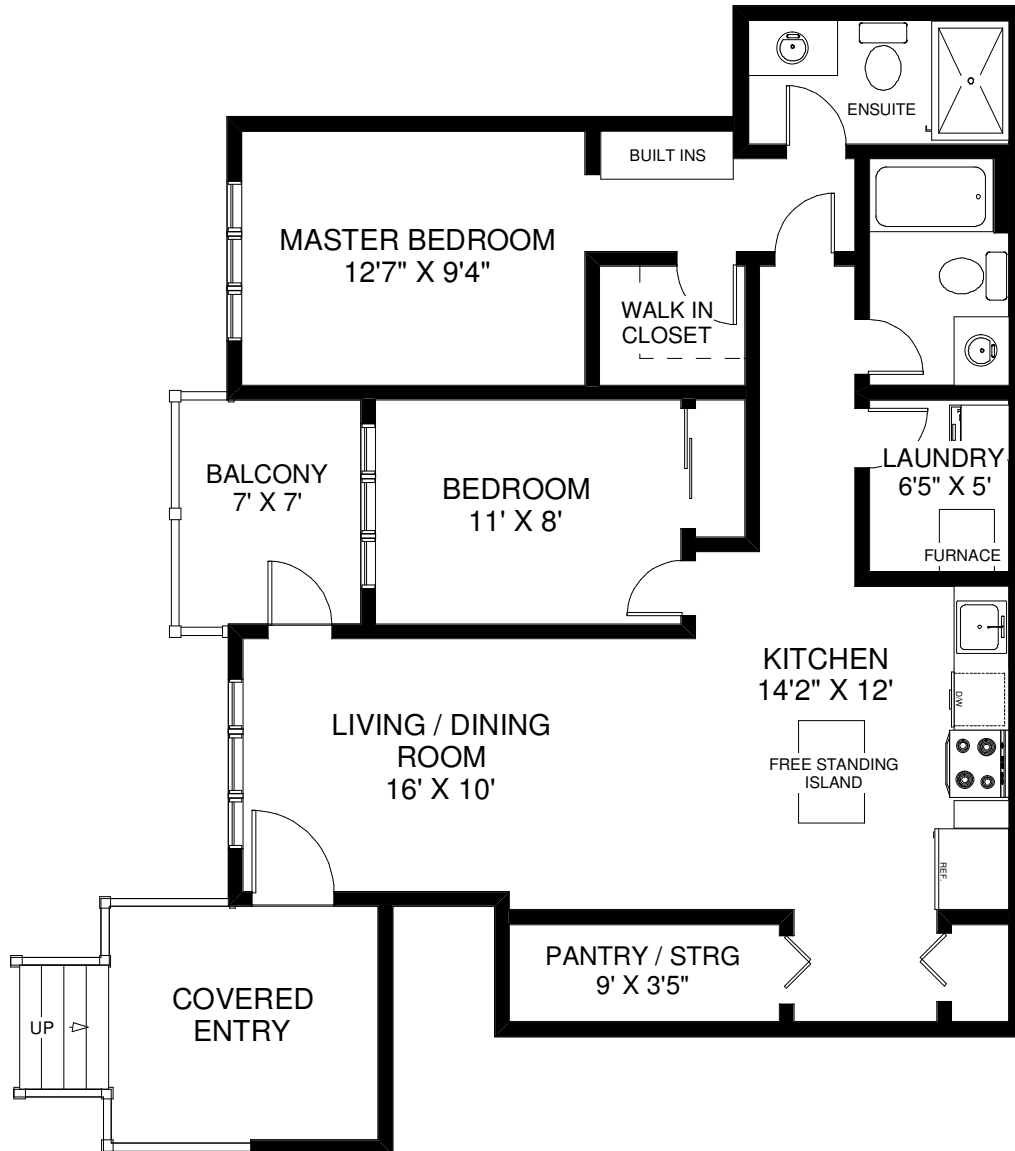 ENSUITE
BUILT INS
MASTER BEDROOM
12'7" X 9'4"
WALK IN
CLOSET
BALCONY
7' X 7'
BEDROOM
11' X 8'
LAUNDRY
6'5" X 5'
FURNACE
KITCHEN
14'2" X 12'
D/W
LIVING / DINING
ROOM
16' X 10'
FREE STANDING
ISLAND
REF.
PANTRY / STRG
9' X 3'5"
COVERED
ENTRY
UP